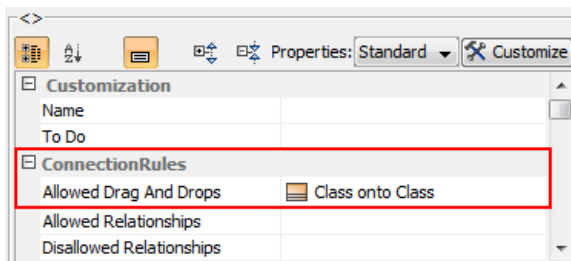 <>
Properties: Standard Customize
Customization
Name
To Do
ConnectionRules
Allowed Drag And Drops Class onto Class
Allowed Relationships
Disallowed Relationships